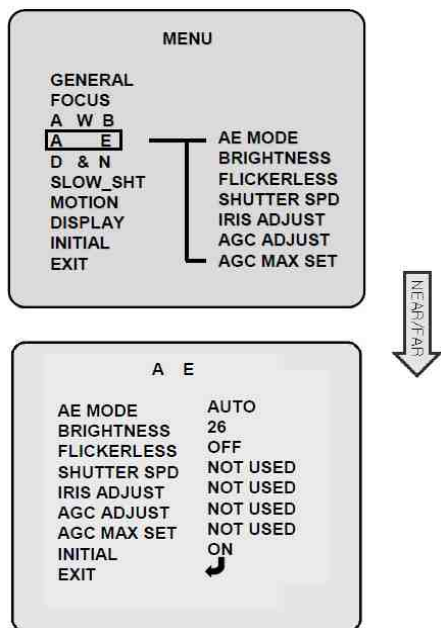 MENU
GENERAL
FOCUS
A W B
A E
D & N
SLOW_SHT
MOTION
DISPLAY
INITIAL
EXIT
AE MODE
BRIGHTNESS
FLICKERLESS
SHUTTER SPD
IRIS ADJUST
AGC ADJUST
AGC MAX SET
NEAR/FAR
A E
AE MODE AUTO
BRIGHTNESS 26
FLICKERLESS OFF
SHUTTER SPD NOT USED
IRIS ADJUST NOT USED
AGC ADJUST NOT USED
AGC MAX SET NOT USED
INITIAL ON
EXIT